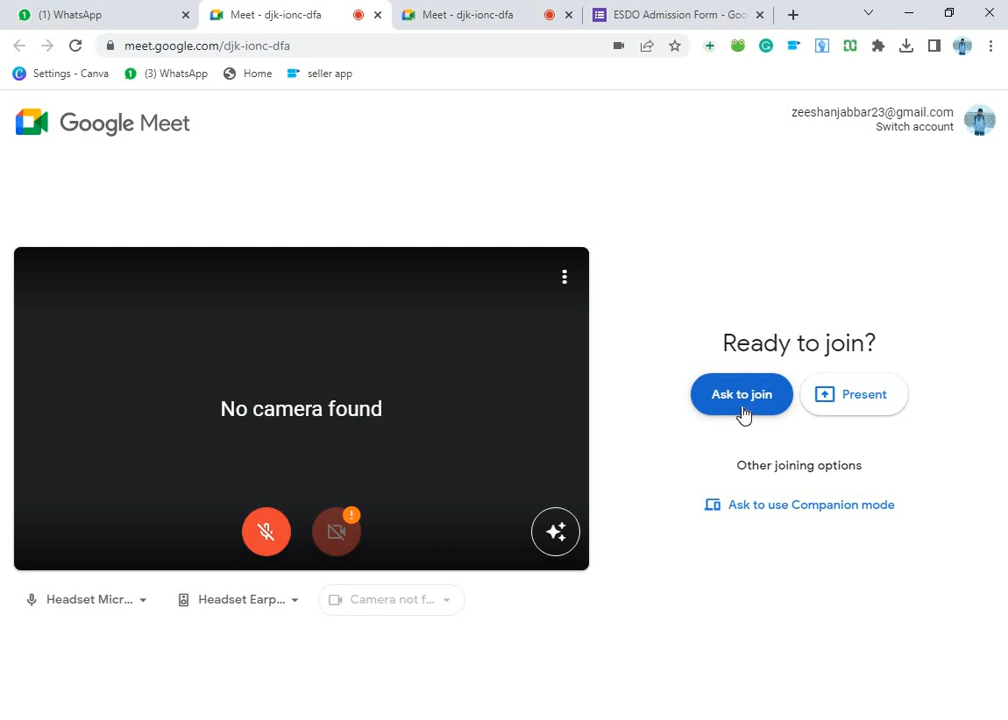 (1) WhatsApp
Meet - djk-ionc-dfa
Meet - djk-ionc-dfa
ESDO Admission Form - Goo
meet.google.com/djk-ionc-dfa
Settings - Canva
(3) WhatsApp
Home
seller app
Google Meet
zeeshanjabbar23@gmail.com
Switch account
No camera found
Ready to join?
Ask to join
Present
Other joining options
Ask to use Companion mode
Headset Micr...
Headset Earp...
Camera not f...